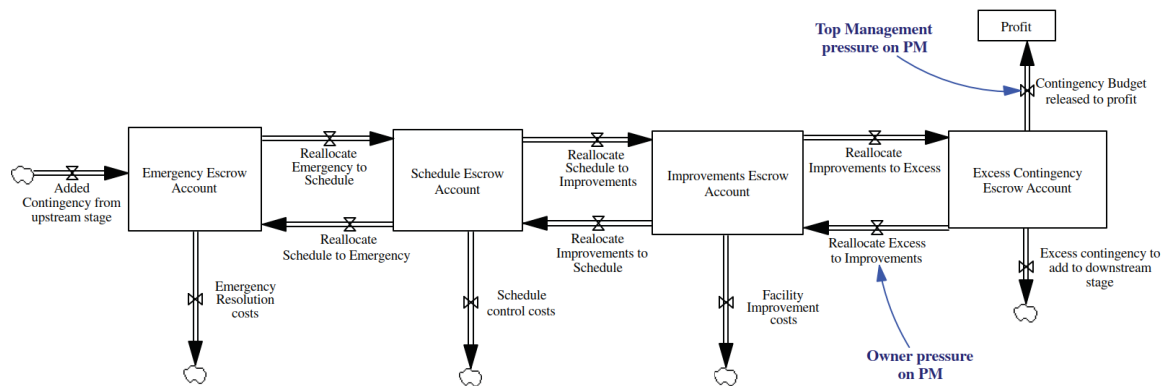 Top Management
pressure on PM
Profit
Contingency Budget
released to profit
Emergency Escrow
Account
Reallocate
Emergency to
Schedule
Schedule Escrow
Account
Reallocate
Schedule to
Improvements
Improvements Escrow
Account
Reallocate
Improvements to Excess
Excess Contingency
Escrow Account
Added
Contingency from
upstream stage
Reallocate
Schedule to Emergency
Reallocate
Improvements to
Schedule
Reallocate Excess
to Improvements
Excess contingency to
add to downstream
stage
Emergency
Resolution
costs
Schedule
control costs
Facility
Improvement
costs
Owner pressure
on PM